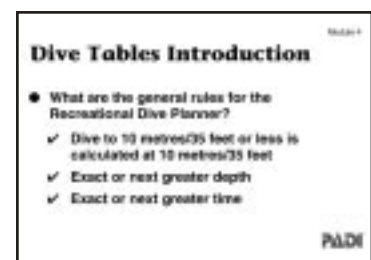 Module 4
Dive Tables Introduction
● What are the general rules for the
Recreational Dive Planner?
✓ Dive to 10 metres/35 feet or less is
calculated at 10 metres/35 feet
✓ Exact or next greater depth
✓ Exact or next greater time
PADI